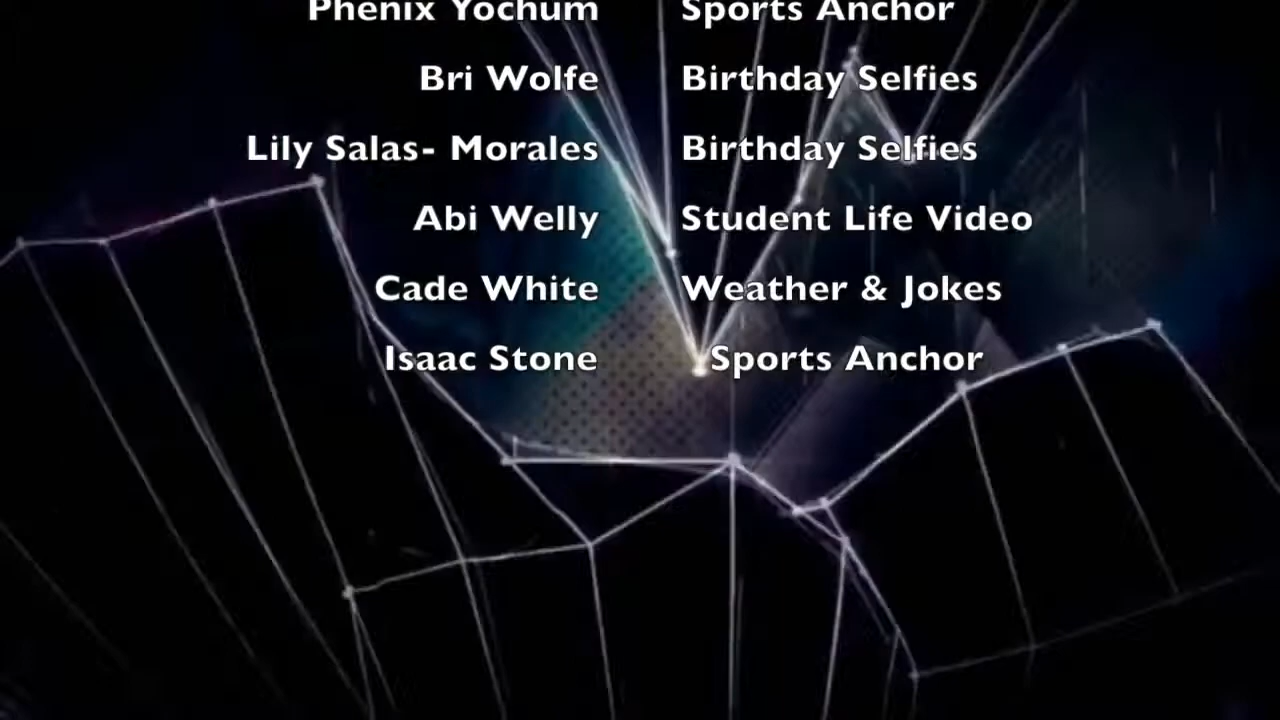 Phenix Yochum Sports Anchor
Bri Wolfe Birthday Selfies
Lily Salas- Morales Birthday Selfies
Abi Welly Student Life Video
Cade White Weather & Jokes
Isaac Stone Sports Anchor